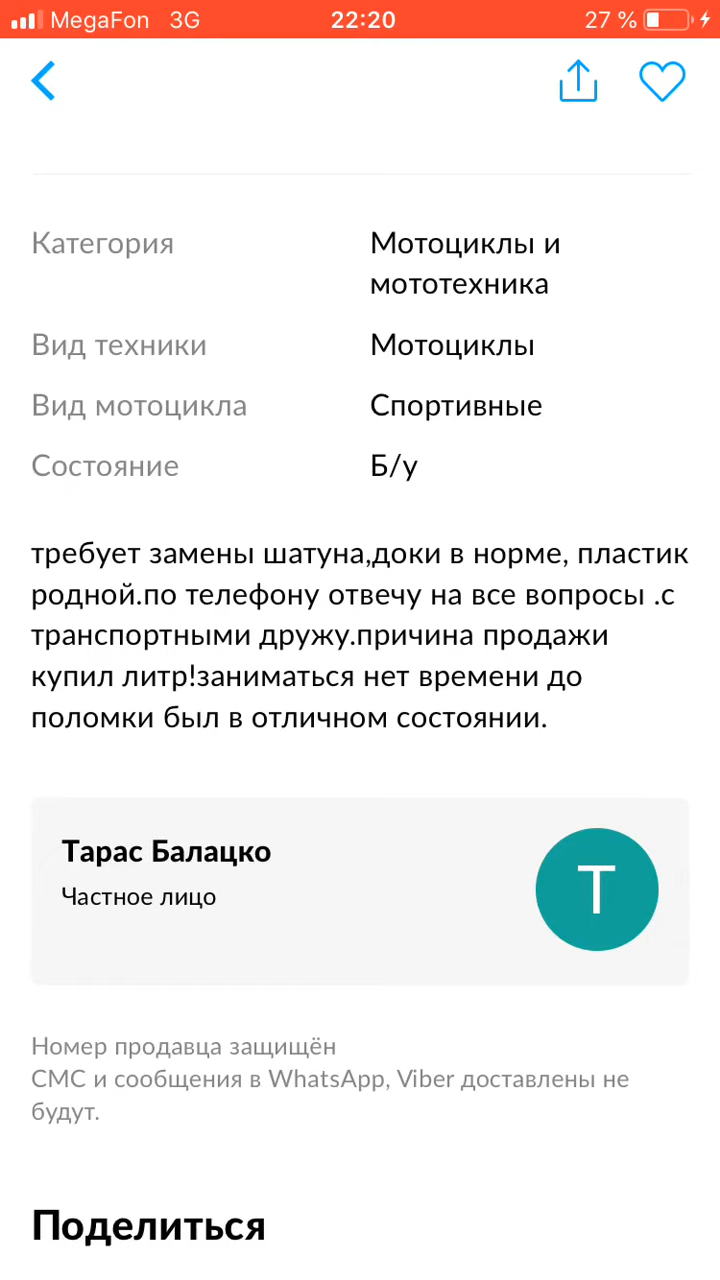 MegaFon 3G 22:20 27 %
Категория Мотоциклы и
мототехника
Вид техники Мотоциклы
Вид мотоцикла Спортивные
Состояние Б/у
требует замены шатуна,доки в норме, пластик
родной.по телефону отвечу на все вопросы .с
транспортными дружу.причина продажи
купил литр!заниматься нет времени до
поломки был в отличном состоянии.
Тарас Балацко
Частное лицо
Т
Номер продавца защищён
СМС и сообщения в WhatsApp, Viber доставлены не
будут.
Поделиться